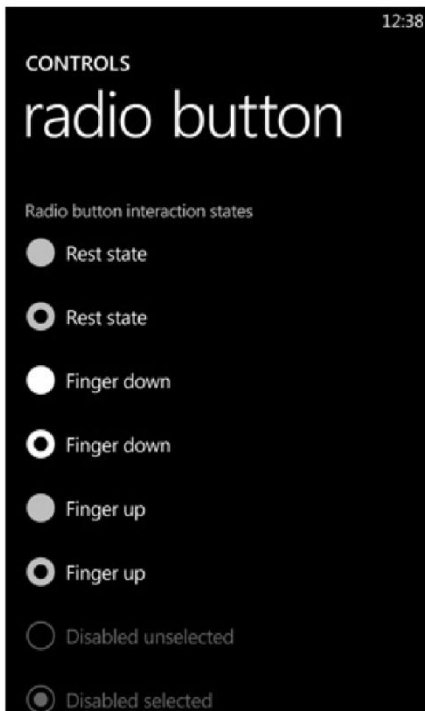 12:38
CONTROLS
radio button
Radio button interaction states
Rest state
Rest state
Finger down
Finger down
Finger up
Finger up
Disabled unselected
Disabled selected